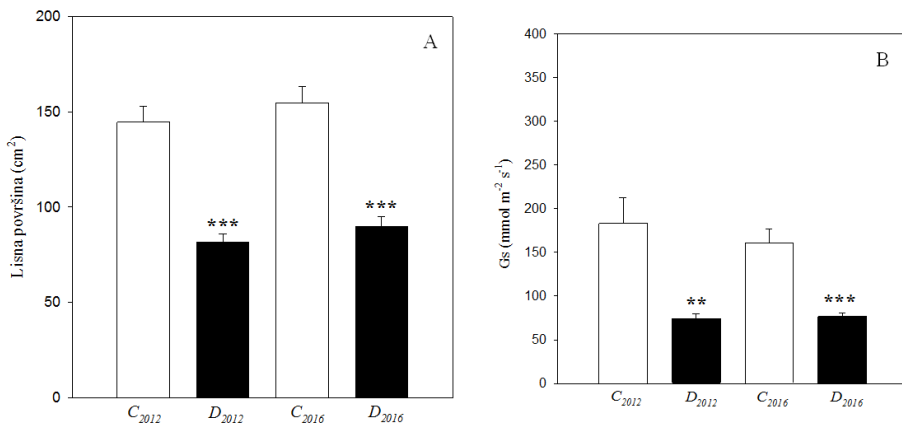 A
Lisna površina (cm²)
200
150
100
50
0
***
***
C2012
D2012
C2016
D2016
B
Gs (mmol m⁻² s⁻¹)
400
350
300
250
200
150
100
50
0
**
***
C2012
D2012
C2016
D2016